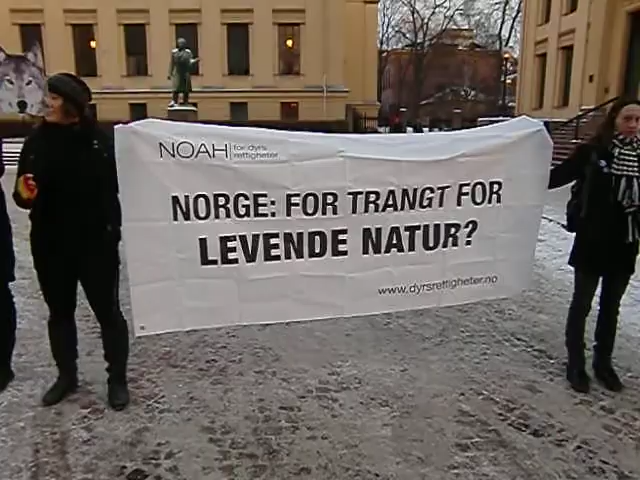 NOAH for dyrs
rettigheter
NORGE: FOR TRANGT FOR
LEVENDE NATUR?
www.dyrsrettigheter.no